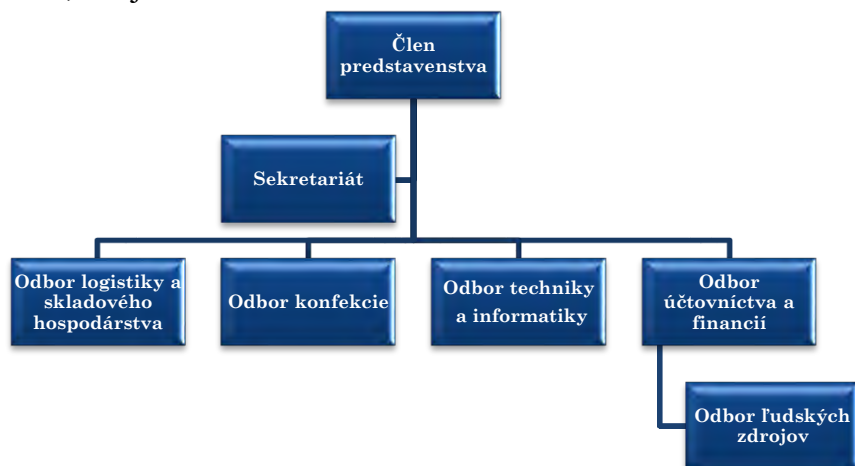 Člen
predstavenstva
Sekretariát
Odbor logistiky a
skladového
hospodárstva
Odbor konfekcie
Odbor techniky
a informatiky
Odbor
účtovníctva a
financií
Odbor ľudských
zdrojov